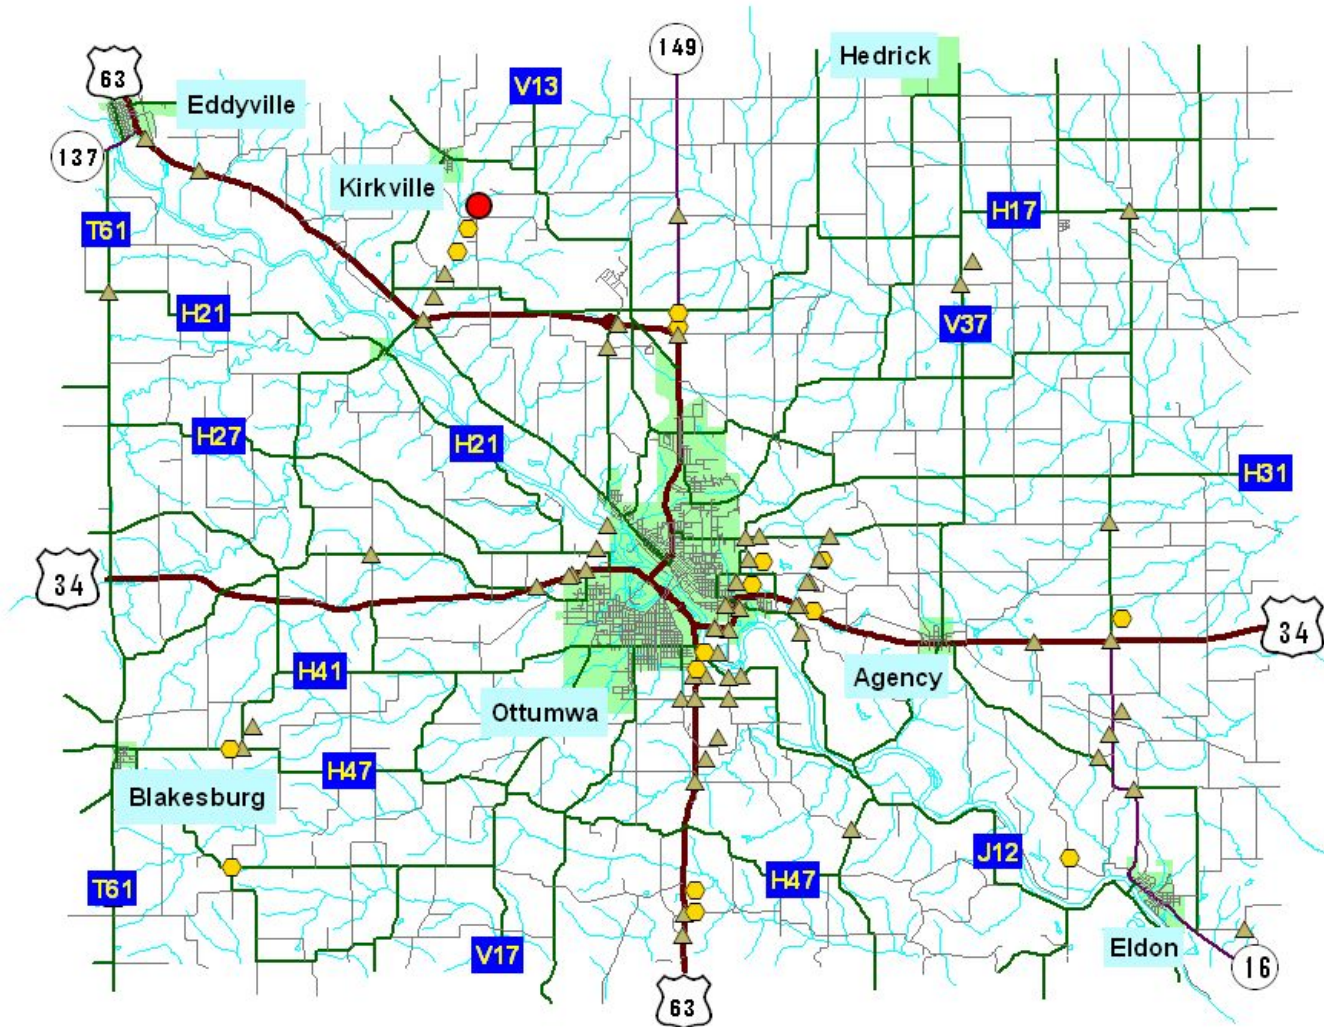 149
Hedrick
63
V13
Eddyville
137
Kirkville
H17
T61
H21
V37
H27
H21
H31
34
34
H41
Agency
Ottumwa
H47
Blakesburg
J12
T61
H47
Eldon
V17
16
63